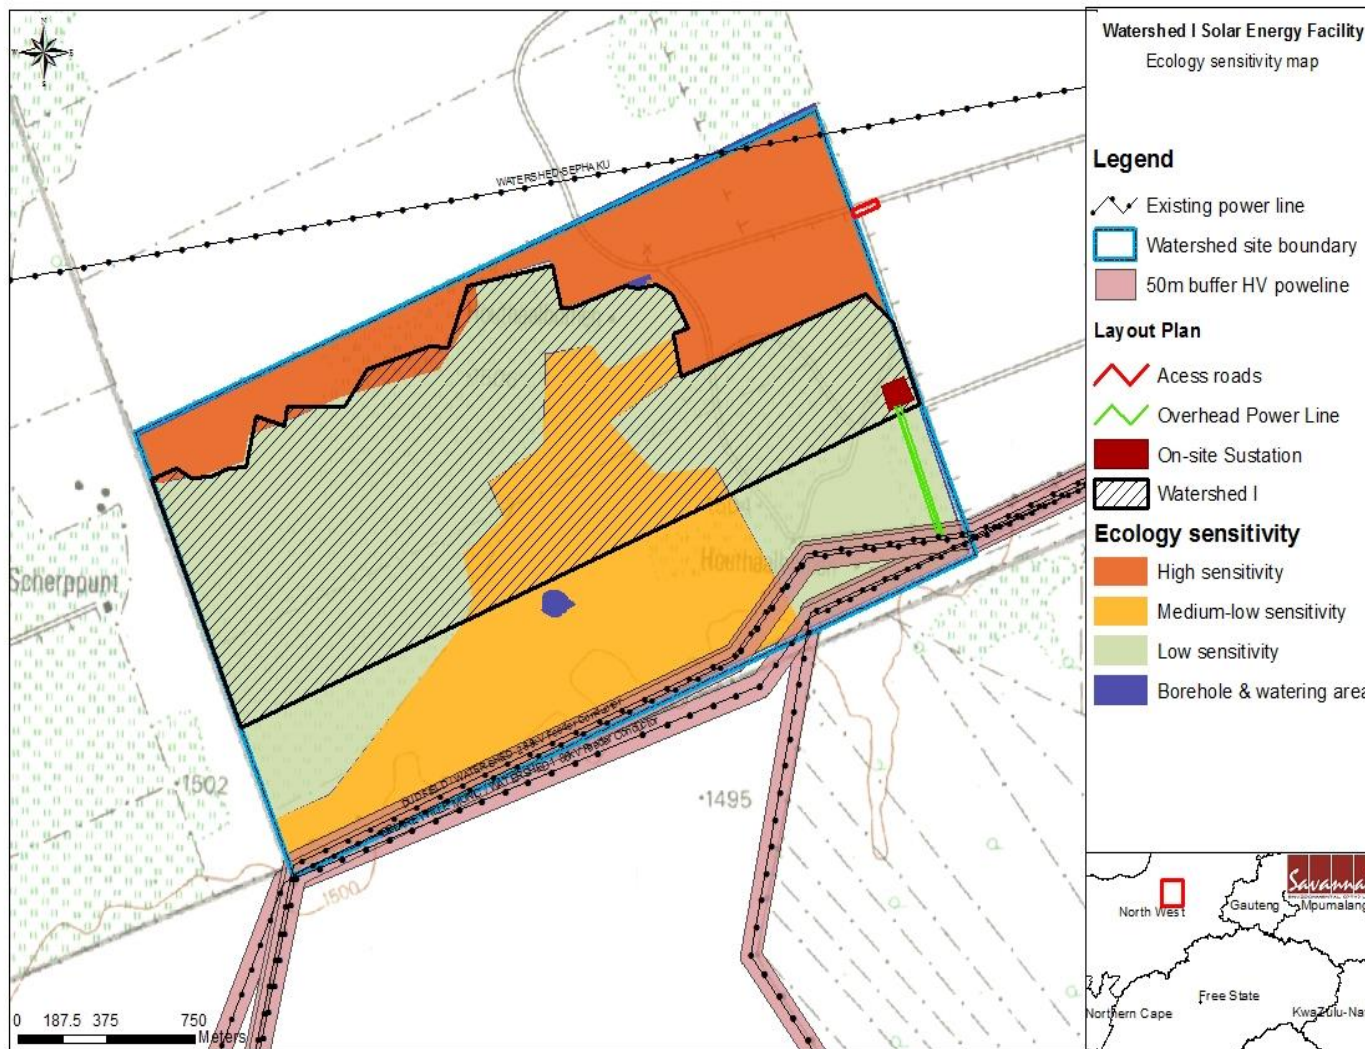 Watershed I Solar Energy Facility
Ecology sensitivity map
N
E
S
W
WATERSHED-SEPHAKU
Legend
Existing power line
Watershed site boundary
50m buffer HV poweline
Layout Plan
Acess roads
Overhead Power Line
On-site Sustation
Watershed I
Ecology sensitivity
High sensitivity
Medium-low sensitivity
Low sensitivity
Borehole & watering area
Scherppunt
1502
1495
1500
0 187.5 375 750
Meters
Savanna
North West
Gauteng
Mpumalang
Free State
Northern Cape
KwaZulu-Na